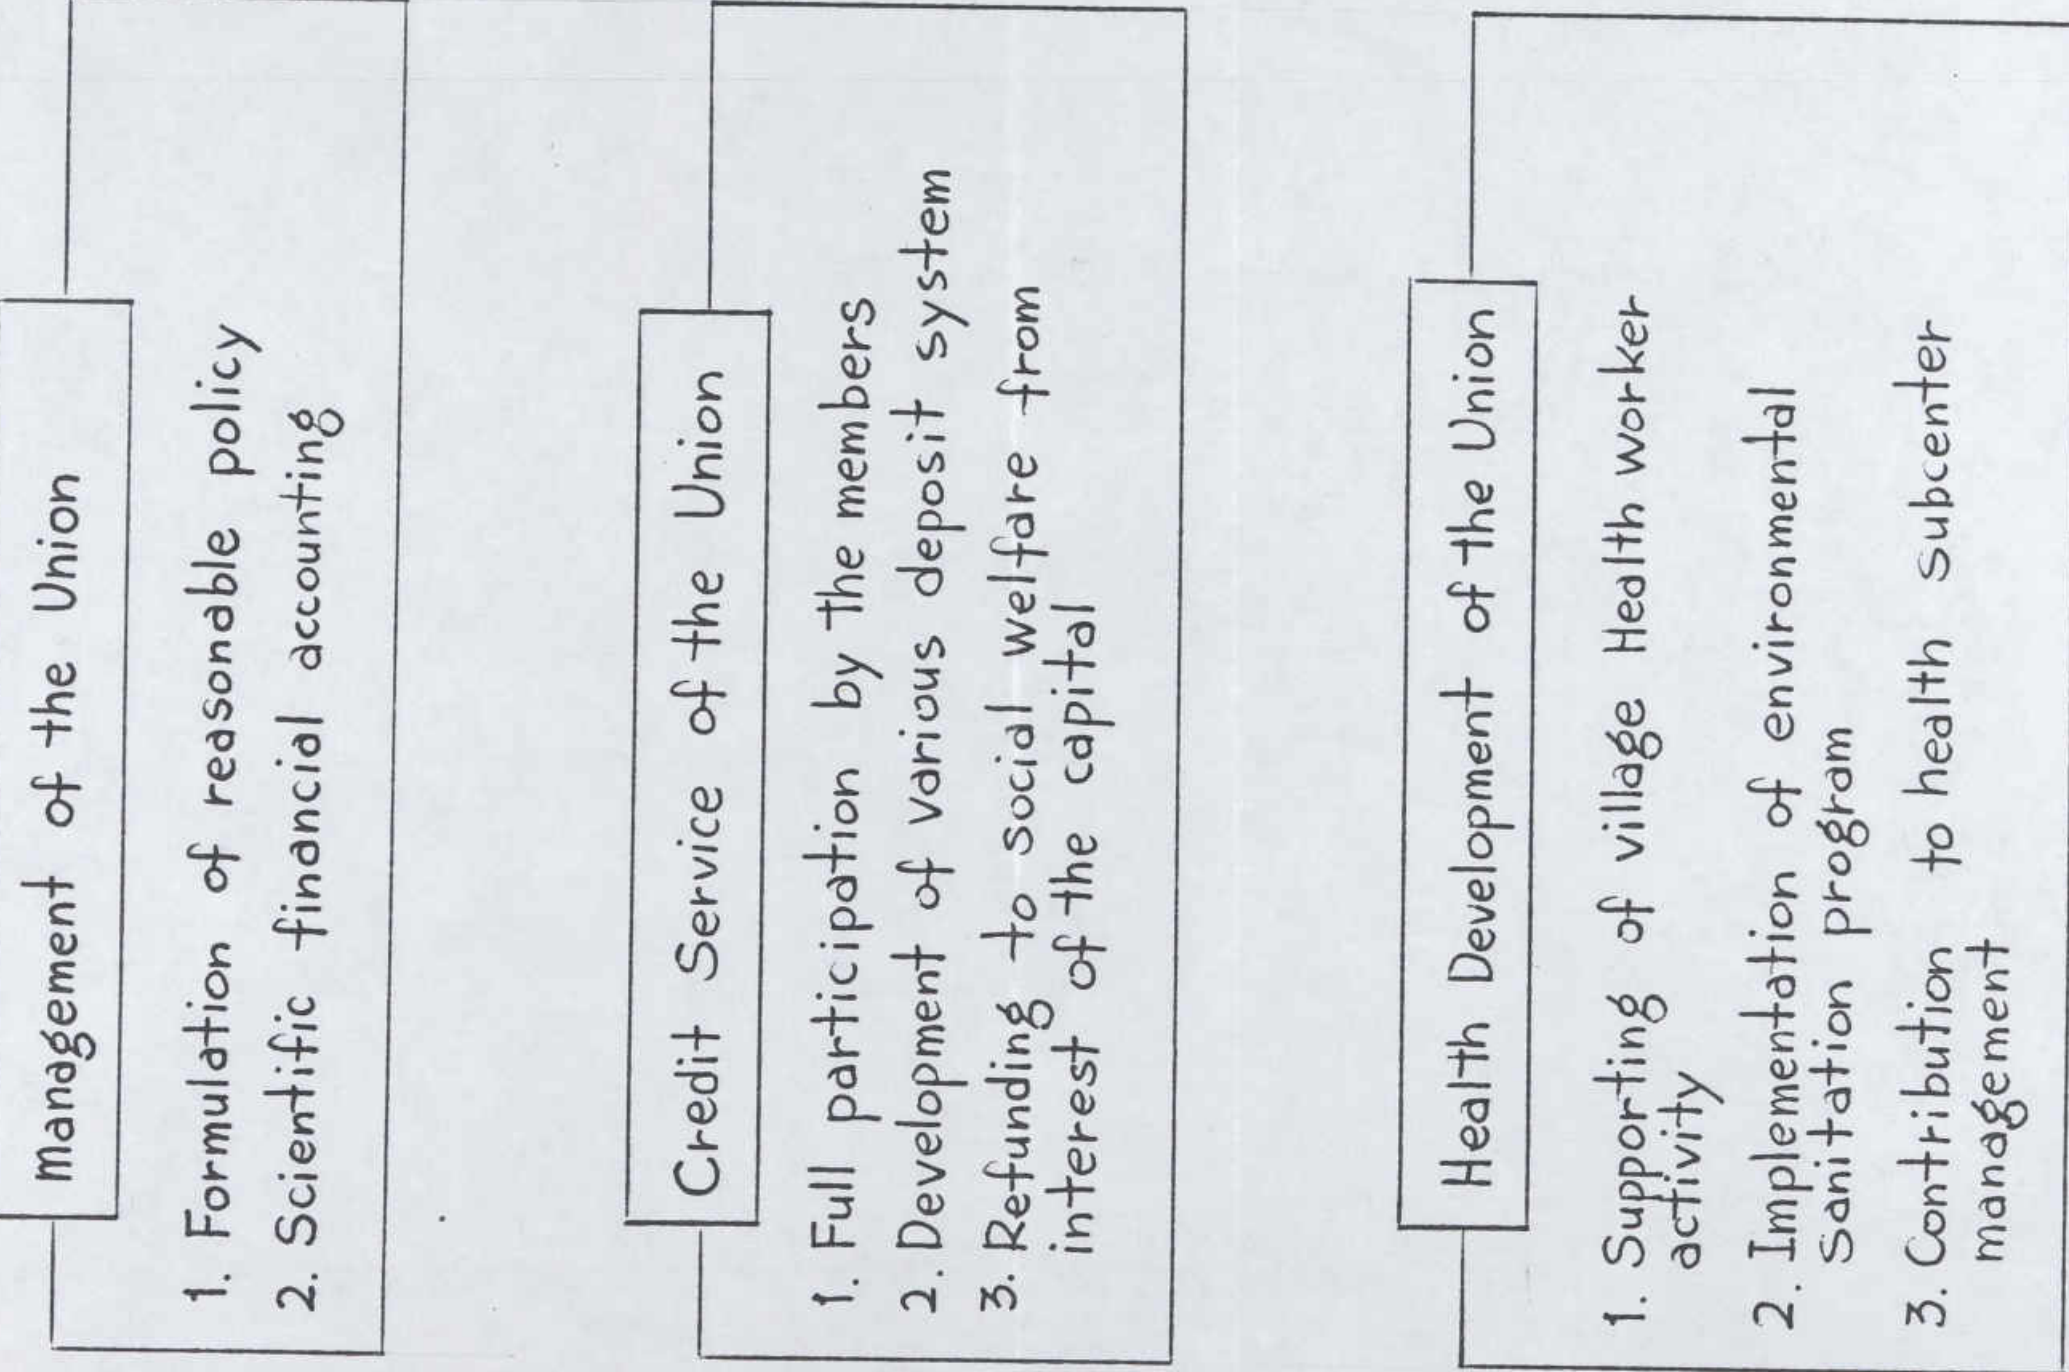 Management of the Union
1. Formulation of reasonable policy
2. Scientific financial accounting
Credit Service of the Union
1. Full participation by the members
2. Development of various deposit system
3. Refunding to social welfare from
interest of the capital
Health Development of the Union
1. Supporting of village Health worker
activity
2. Implementation of environmental
Sanitation program
3. Contribution to health subcenter
management